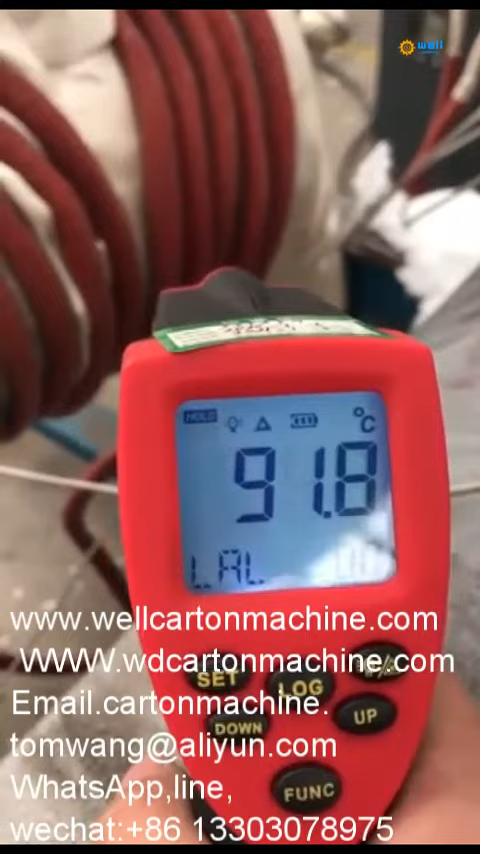 well
HOLD
°C
91.8
LAL
www.wellcartonmachine.com
WWW.wdcartonmachine.com
Email.cartonmachine.
tomwang@aliyun.com
WhatsApp,line,
wechat:+86 13303078975
SET
LOG
DOWN
UP
FUNC